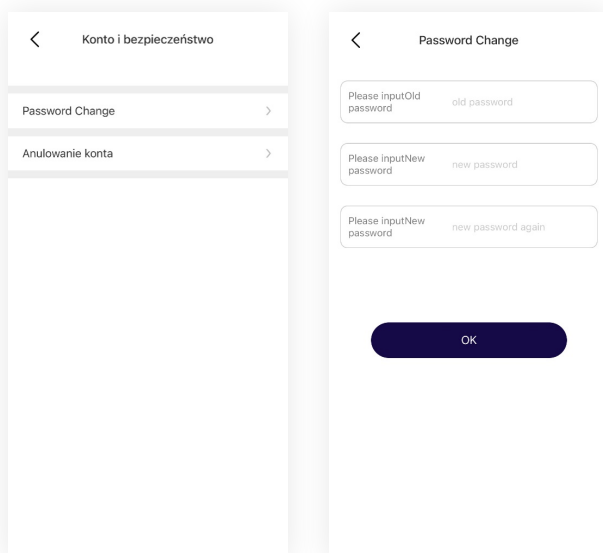 Konto i bezpieczeństwo
Password Change
Anulowanie konta
Password Change
Please inputOld
password
old password
Please inputNew
password
new password
Please inputNew
password
new password again
OK